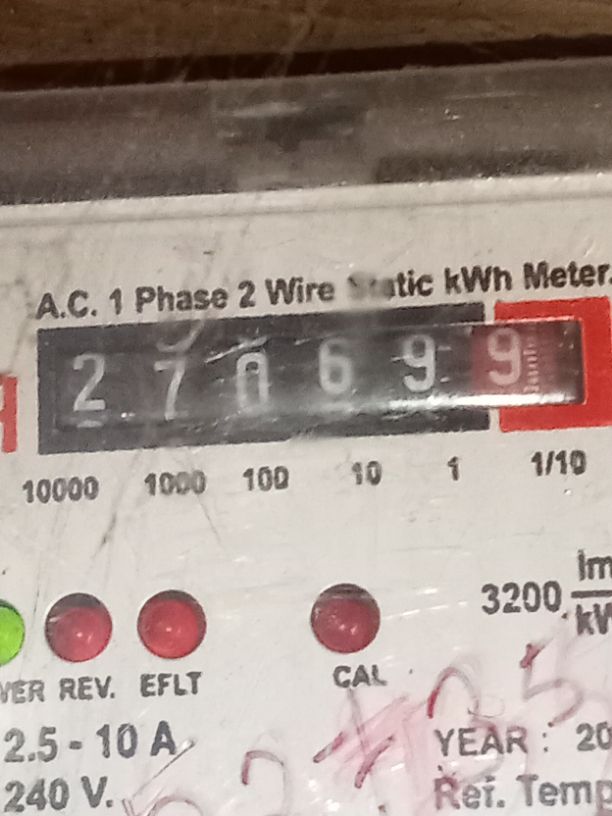 A.C. 1 Phase 2 Wire Static kWh Meter.
2 7 0 6 9 9
10000 1000 100 10 1 1/10
3200
REV. EFLT CAL
2.5 - 10 A. YEAR : 20
240 V. Ref. Temp